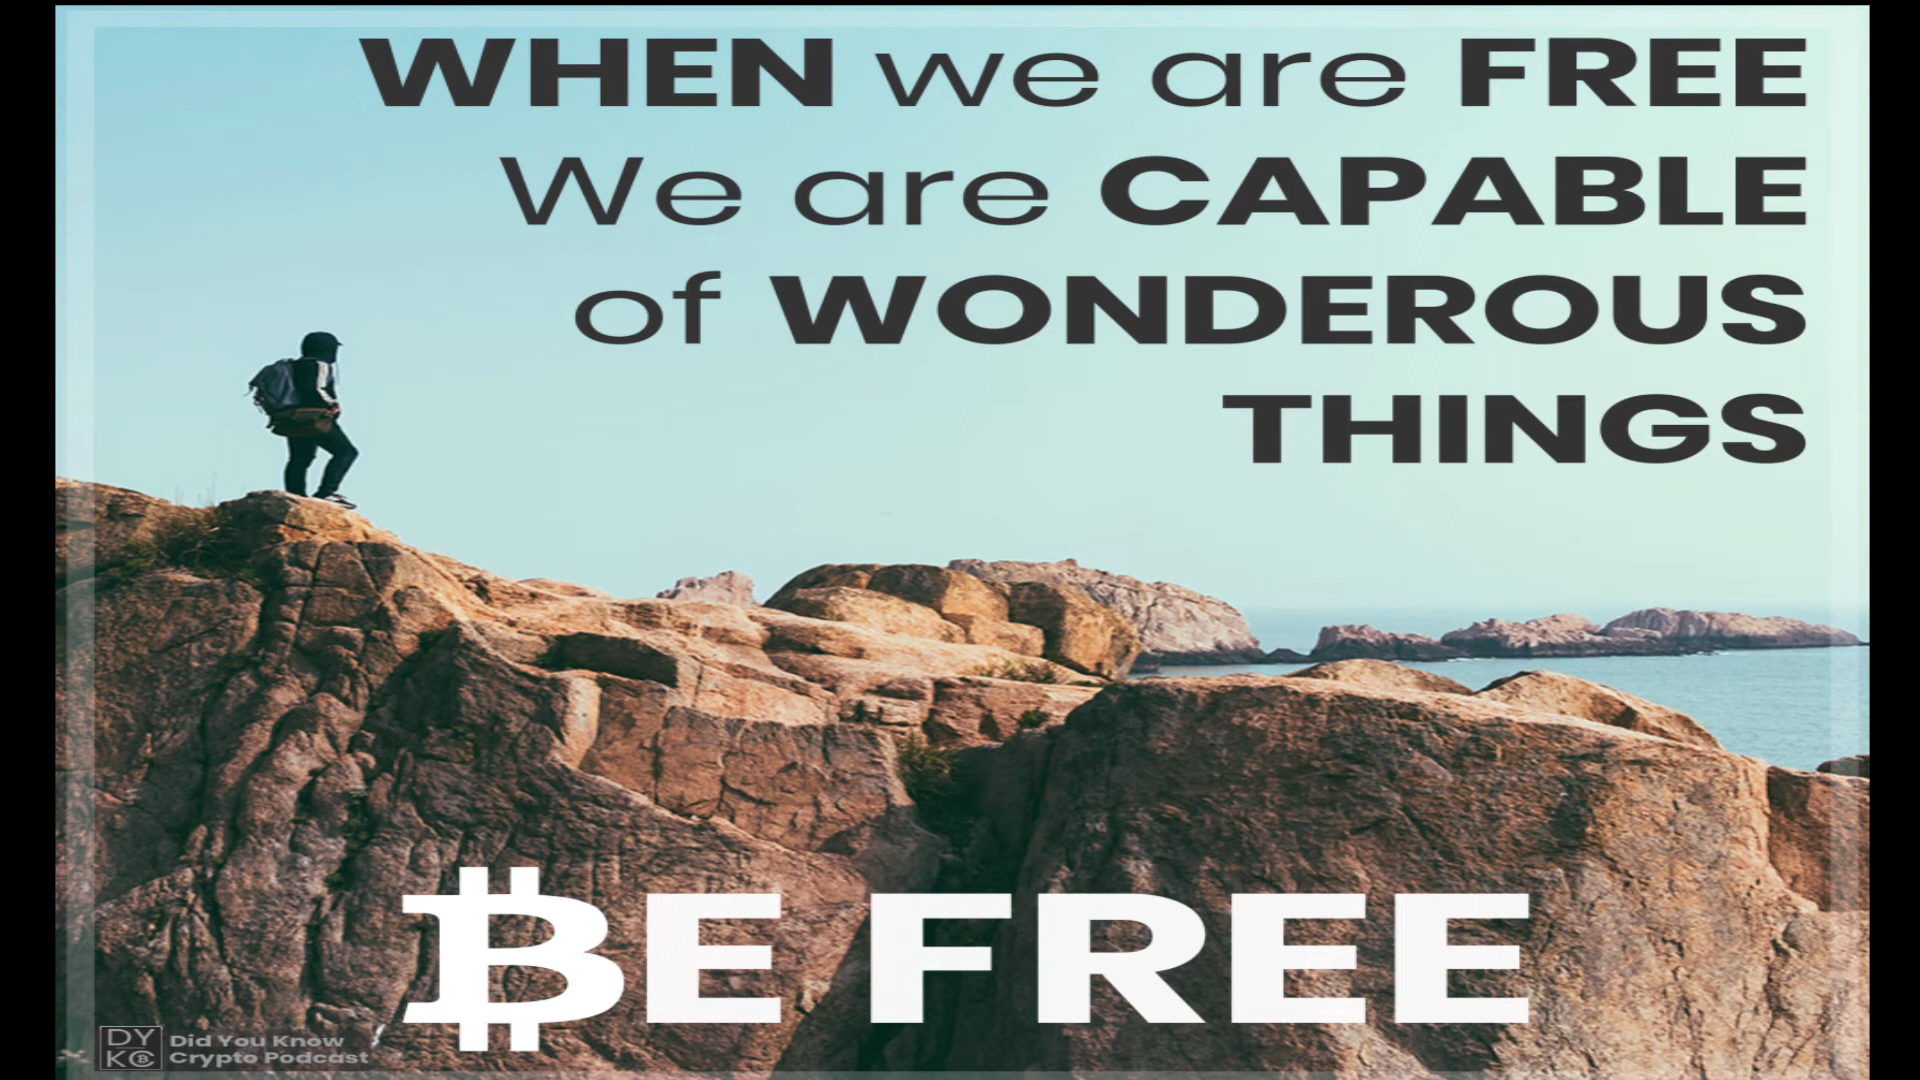 WHEN we are FREE
We are CAPABLE
of WONDEROUS
THINGS
₿E FREE
DY
KC
Did You Know
Crypto Podcast